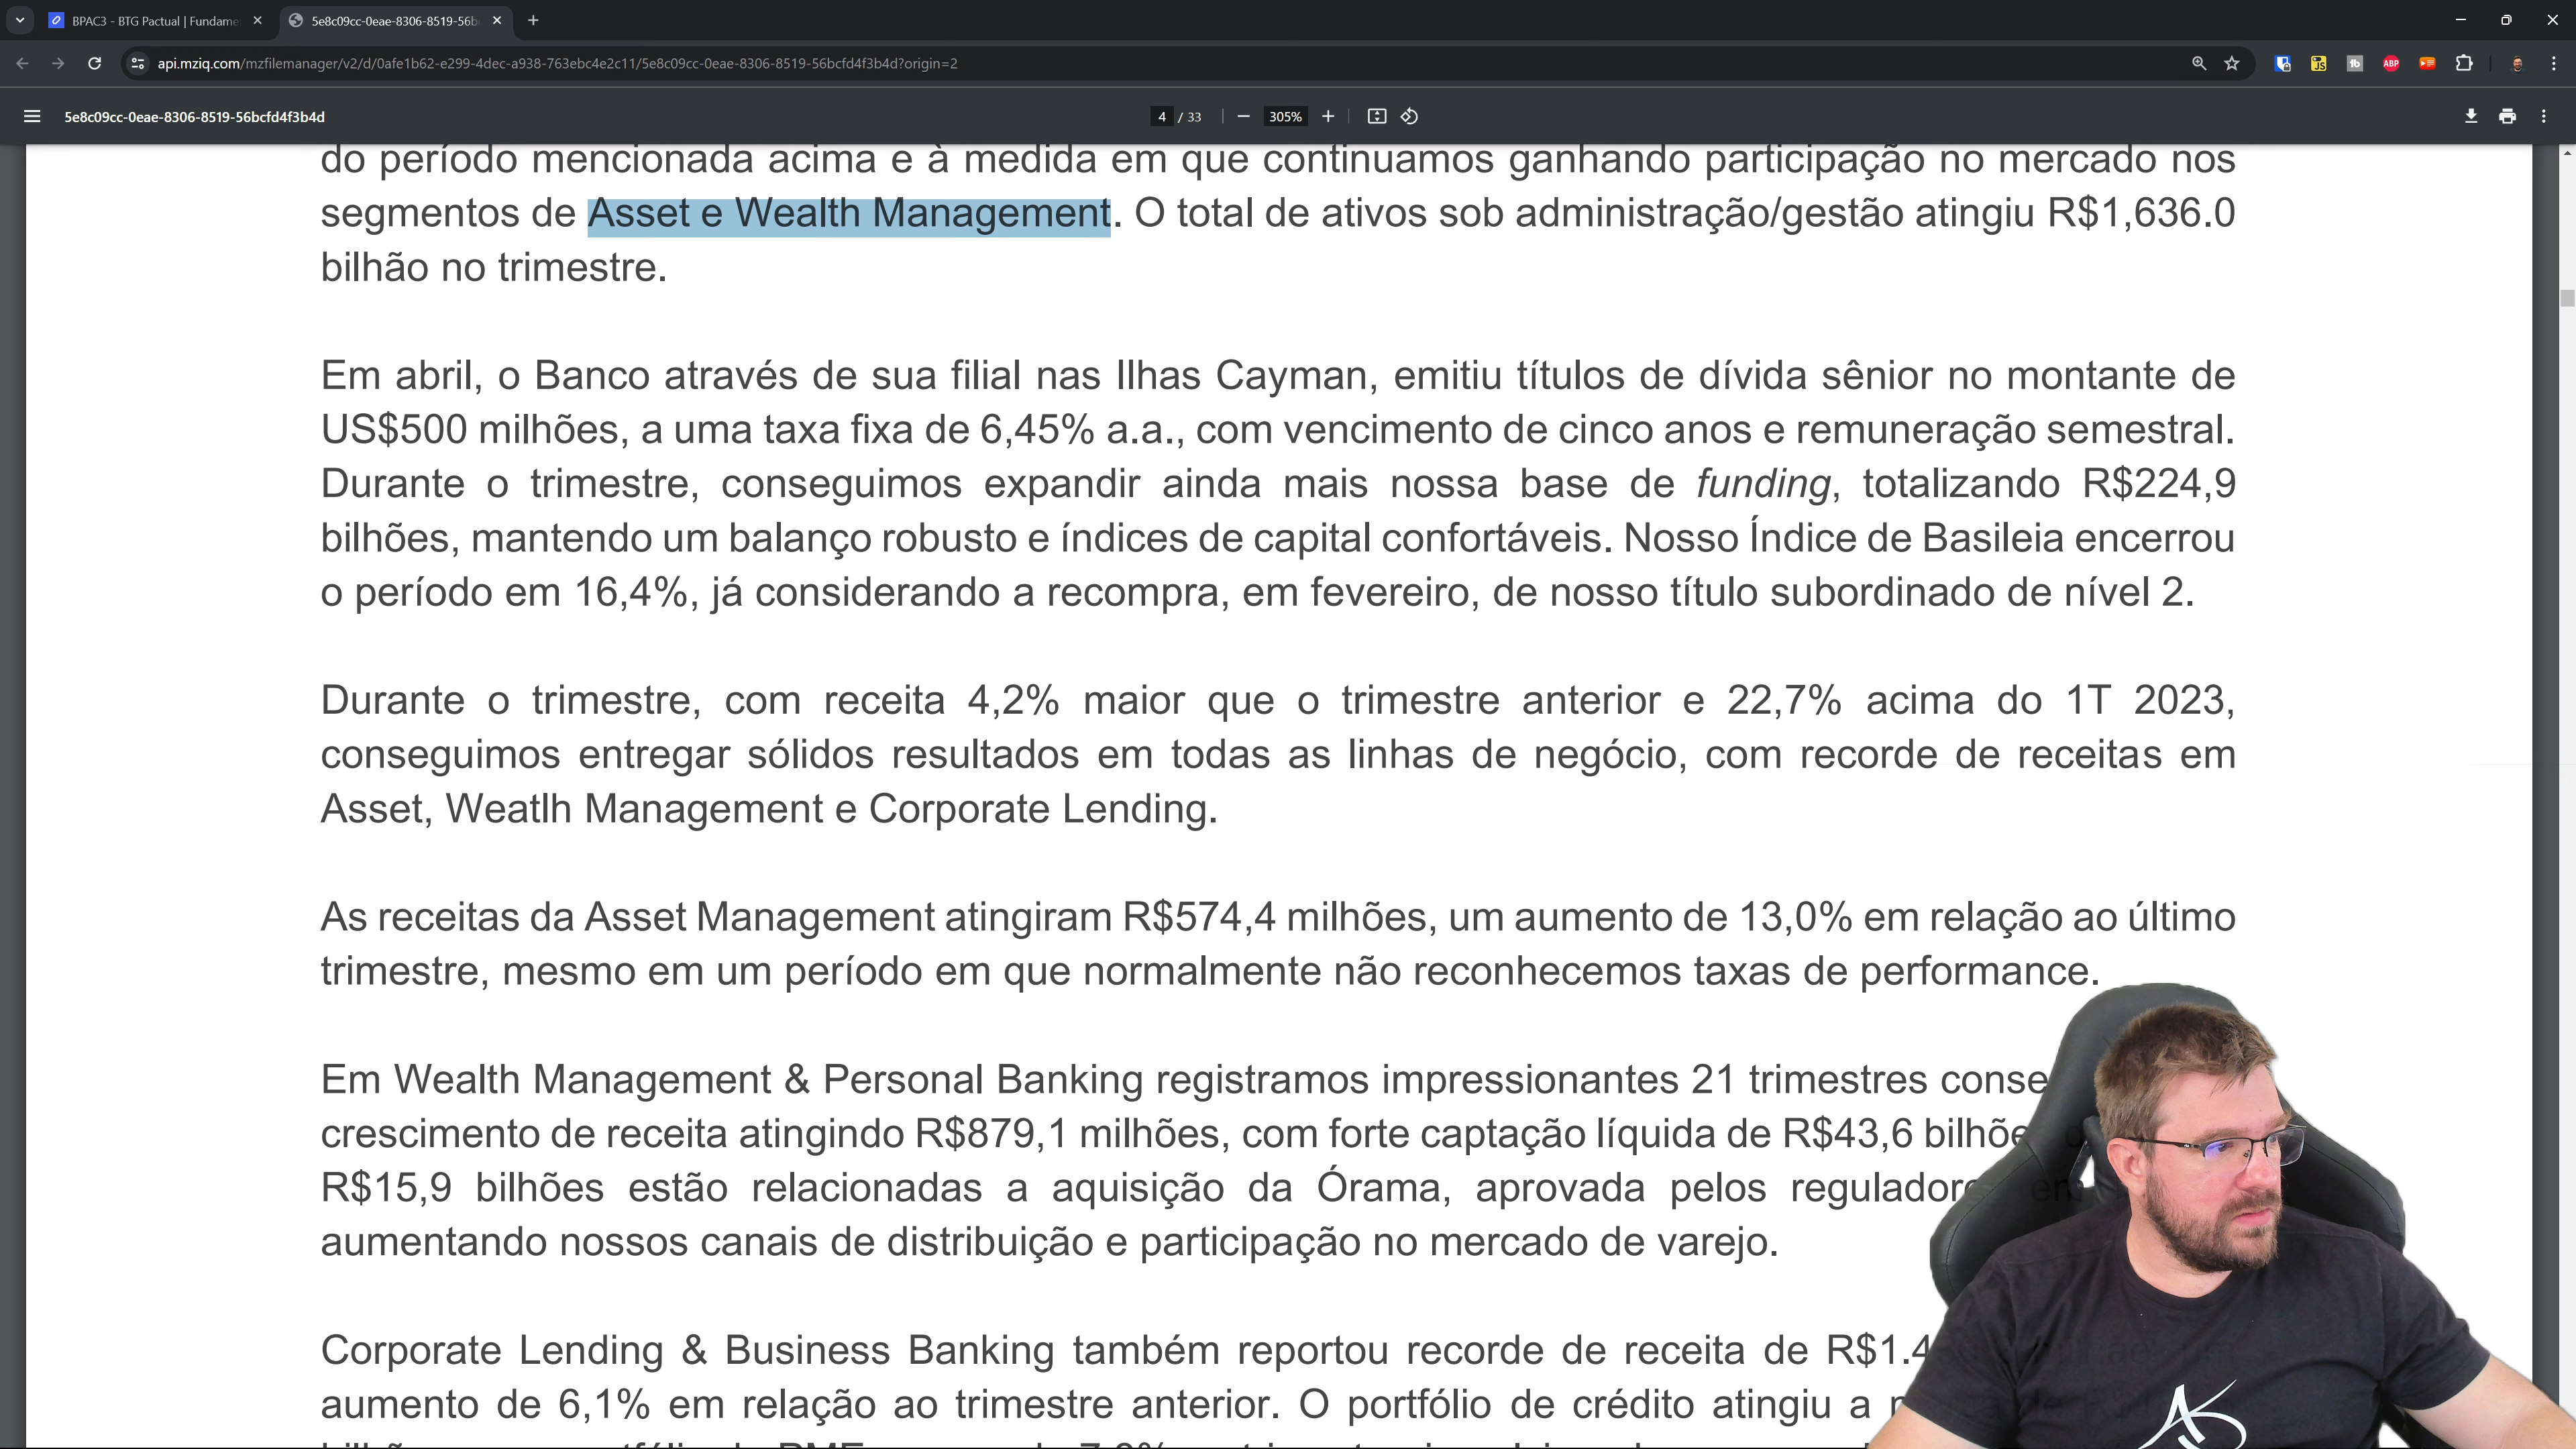 BPAC3 - BTG Pactual | Fundame
5e8c09cc-0eae-8306-8519-56b
api.mziq.com/mzfilemanager/v2/d/0afe1b62-e299-4dec-a938-763ebc4e2c11/5e8c09cc-0eae-8306-8519-56bcfd4f3b4d?origin=2
5e8c09cc-0eae-8306-8519-56bcfd4f3b4d
4 / 33
305%
do período mencionada acima e à medida em que continuamos ganhando participação no mercado nos
segmentos de Asset e Wealth Management. O total de ativos sob administração/gestão atingiu R$1,636.0
bilhão no trimestre.
Em abril, o Banco através de sua filial nas Ilhas Cayman, emitiu títulos de dívida sênior no montante de
US$500 milhões, a uma taxa fixa de 6,45% a.a., com vencimento de cinco anos e remuneração semestral.
Durante o trimestre, conseguimos expandir ainda mais nossa base de funding, totalizando R$224,9
bilhões, mantendo um balanço robusto e índices de capital confortáveis. Nosso Índice de Basileia encerrou
o período em 16,4%, já considerando a recompra, em fevereiro, de nosso título subordinado de nível 2.
Durante o trimestre, com receita 4,2% maior que o trimestre anterior e 22,7% acima do 1T 2023,
conseguimos entregar sólidos resultados em todas as linhas de negócio, com recorde de receitas em
Asset, Weatlh Management e Corporate Lending.
As receitas da Asset Management atingiram R$574,4 milhões, um aumento de 13,0% em relação ao último
trimestre, mesmo em um período em que normalmente não reconhecemos taxas de performance.
Em Wealth Management & Personal Banking registramos impressionantes 21 trimestres conse
crescimento de receita atingindo R$879,1 milhões, com forte captação líquida de R$43,6 bilhõe
R$15,9 bilhões estão relacionadas a aquisição da Órama, aprovada pelos regulador
aumentando nossos canais de distribuição e participação no mercado de varejo.
Corporate Lending & Business Banking também reportou recorde de receita de R$1.4
aumento de 6,1% em relação ao trimestre anterior. O portfólio de crédito atingiu a